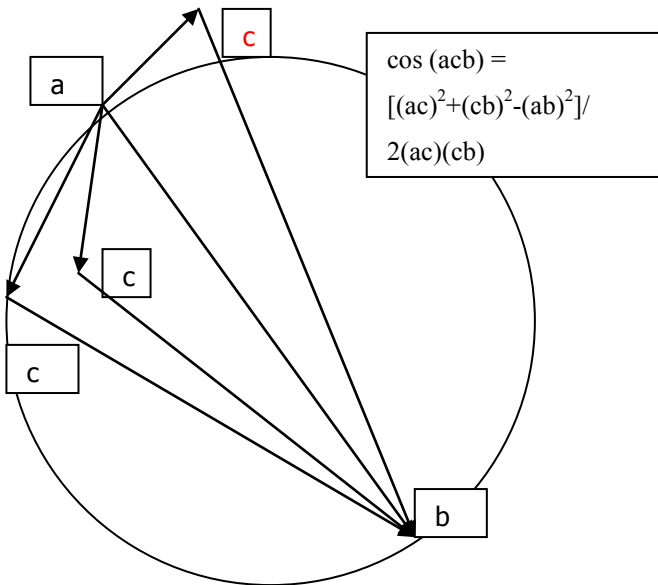 c
a
cos (acb) =
[(ac)²+(cb)²-(ab)²]/
2(ac)(cb)
c
c
b